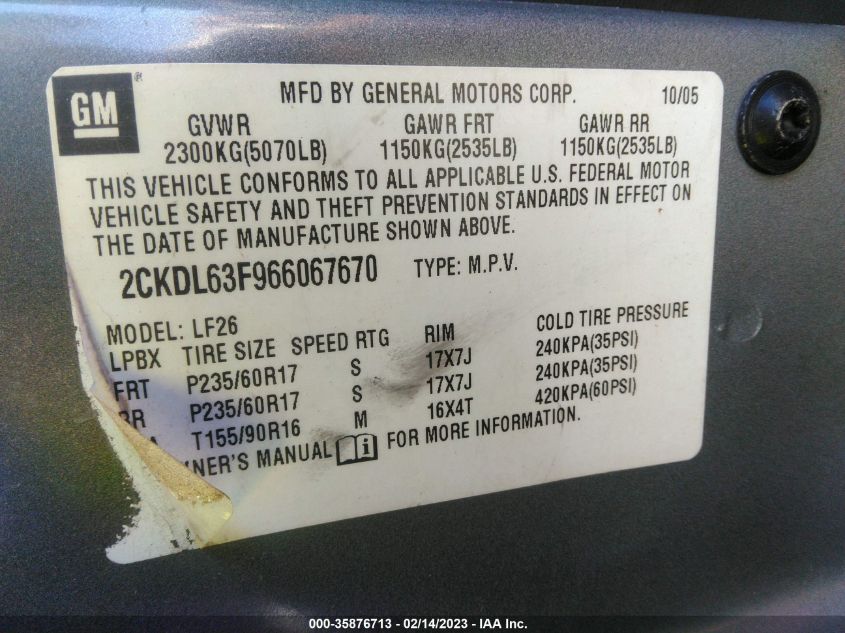 GM ®
MFD BY GENERAL MOTORS CORP. 10/05
GVWR GAWR FRT GAWR RR
2300KG(5070LB) 1150KG(2535LB) 1150KG(2535LB)
THIS VEHICLE CONFORMS TO ALL APPLICABLE U.S. FEDERAL MOTOR
VEHICLE SAFETY AND THEFT PREVENTION STANDARDS IN EFFECT ON
THE DATE OF MANUFACTURE SHOWN ABOVE.
2CKDL63F966067670 TYPE: M.P.V.
MODEL: LF26
LPBX TIRE SIZE SPEED RTG RIM COLD TIRE PRESSURE
FRT P235/60R17 S 17X7J 240KPA(35PSI)
P235/60R17 S 17X7J 240KPA(35PSI)
T155/90R16 M 16X4T 420KPA(60PSI)
MANUAL FOR MORE INFORMATION.
000-35876713 - 02/14/2023 - IAA Inc.